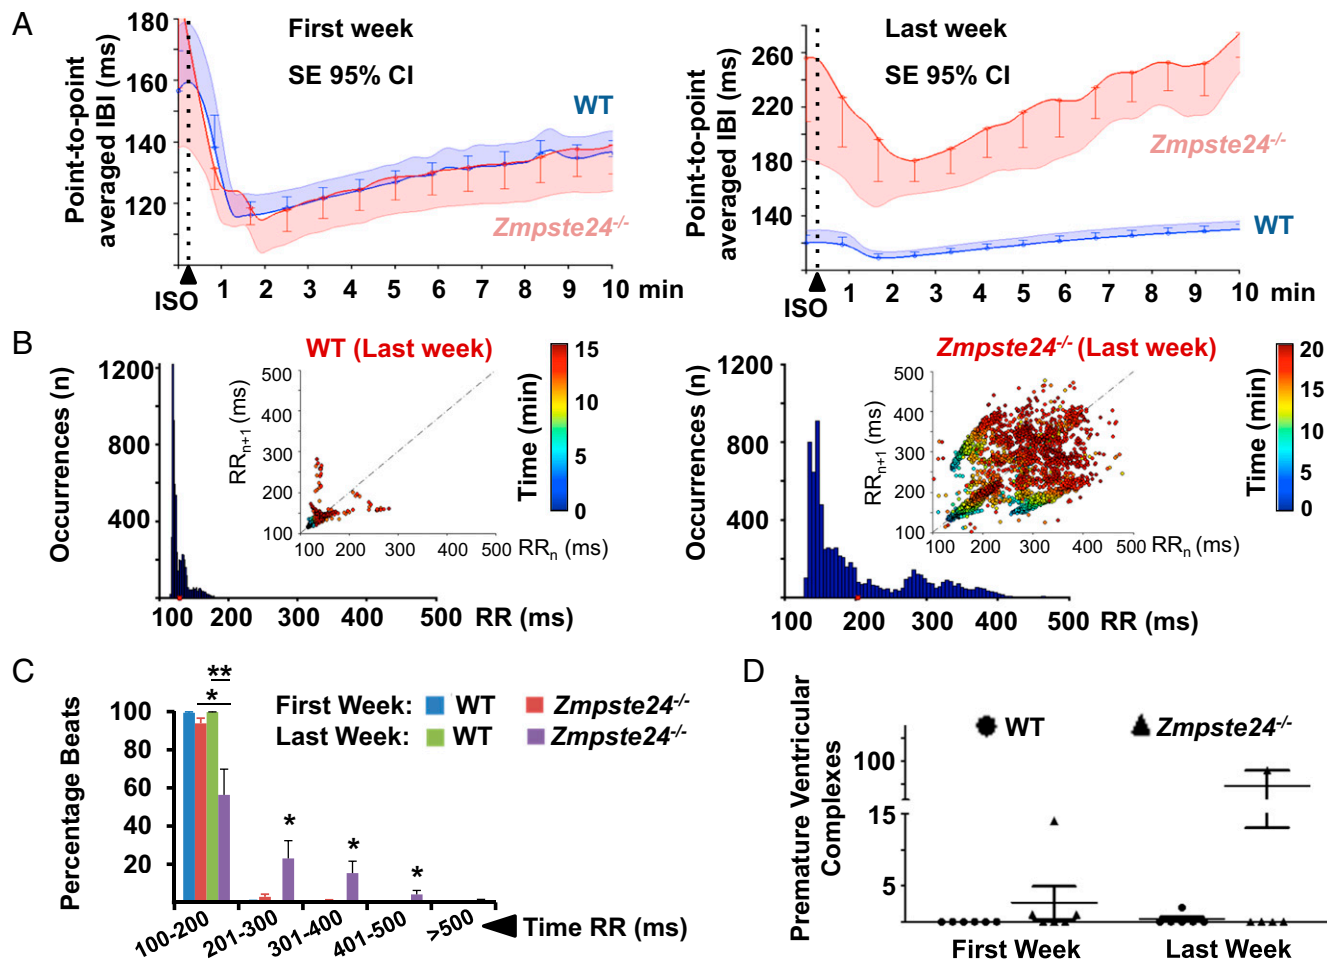 A
First week
SE 95% CI
Point-to-point
averaged IBI (ms)
180
160
140
120
WT
Zmpste24-/-
ISO
1 2 3 4 5 6 7 8 9 10 min
Last week
SE 95% CI
Point-to-point
averaged IBI (ms)
260
220
180
140
Zmpste24-/-
WT
ISO
1 2 3 4 5 6 7 8 9 10 min
B
WT (Last week)
Occurrences (n)
1200
800
400
100 200 300 400 500 RR (ms)
RRn+1 (ms)
500
400
300
200
100
100 200 300 400 500 RRn (ms)
Time (min)
15
10
5
0
Zmpste24-/- (Last week)
Occurrences (n)
1200
800
400
100 200 300 400 500 RR (ms)
RRn+1 (ms)
500
400
300
200
100
100 200 300 400 500 RRn (ms)
Time (min)
20
15
10
5
0
C
Percentage Beats
100
80
60
40
20
**
*
*
*
*
First Week: WT Zmpste24-/-
Last Week: WT Zmpste24-/-
100-200 201-300 301-400 401-500 >500
Time RR (ms)
D
Premature Ventricular
Complexes
WT Zmpste24-/-
100
15
5
First Week Last Week